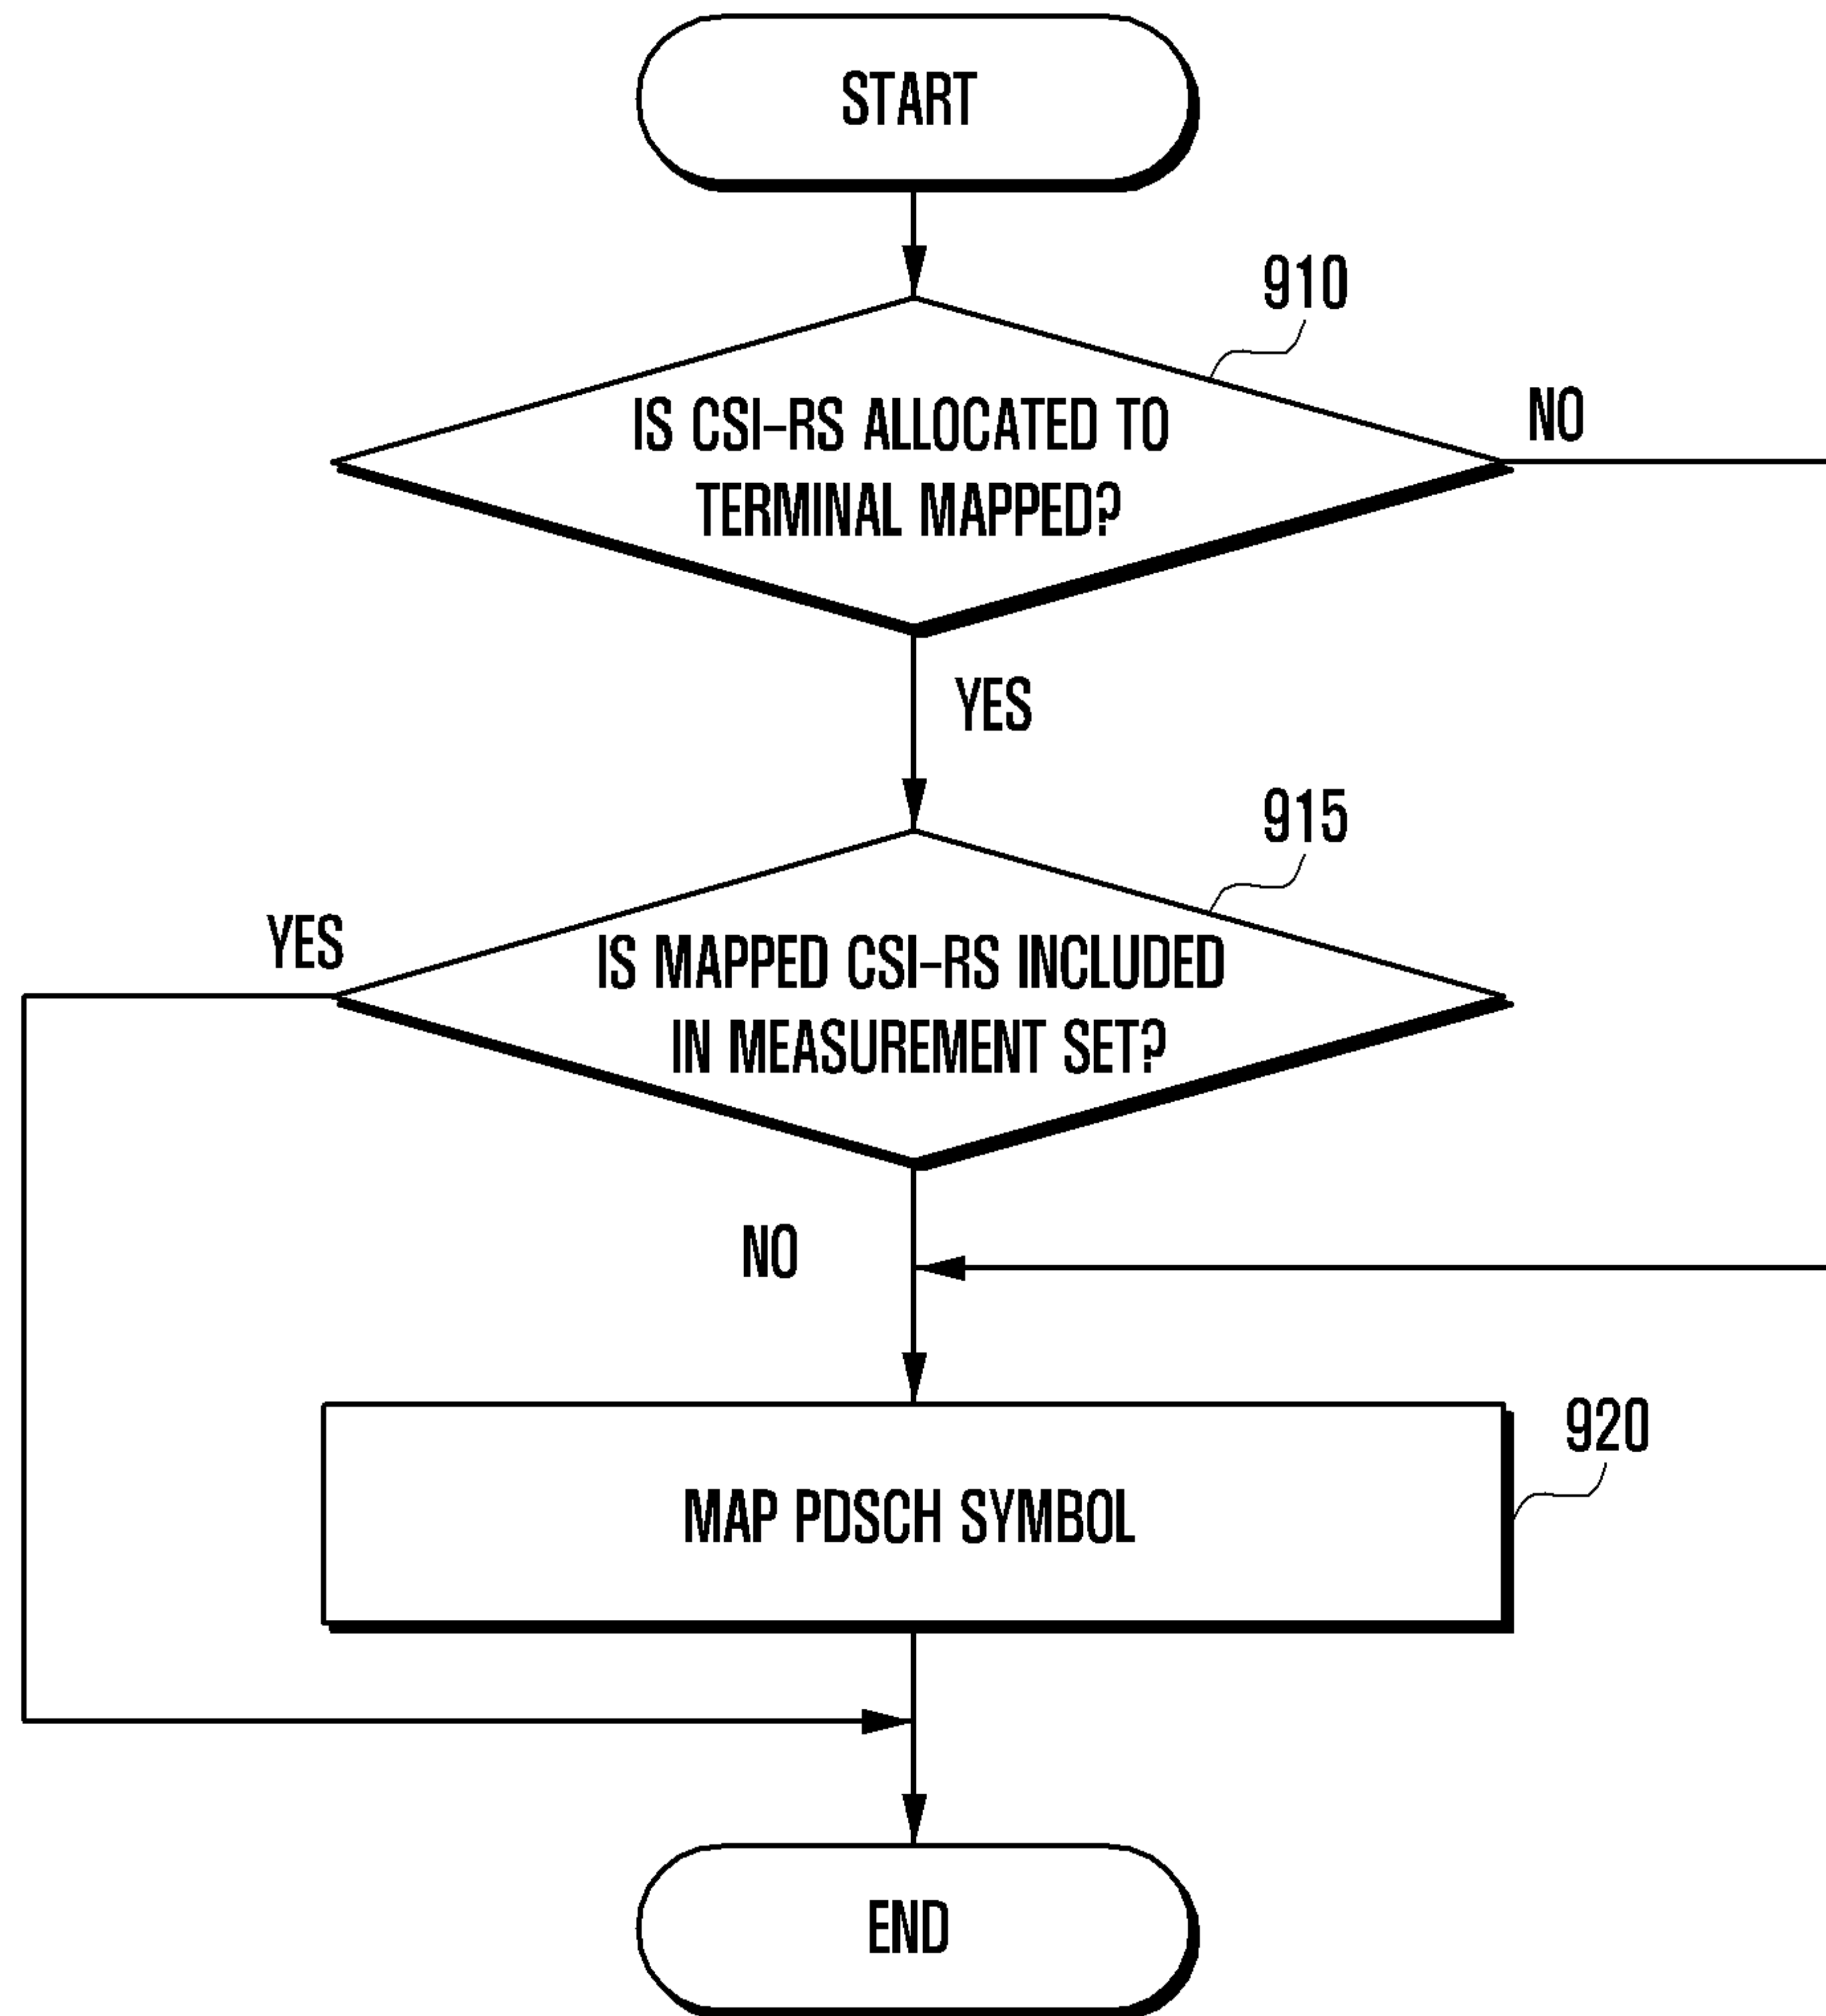 START
910
IS CSI-RS ALLOCATED TO
TERMINAL MAPPED?
NO
YES
915
YES
IS MAPPED CSI-RS INCLUDED
IN MEASUREMENT SET?
NO
920
MAP PDSCH SYMBOL
END